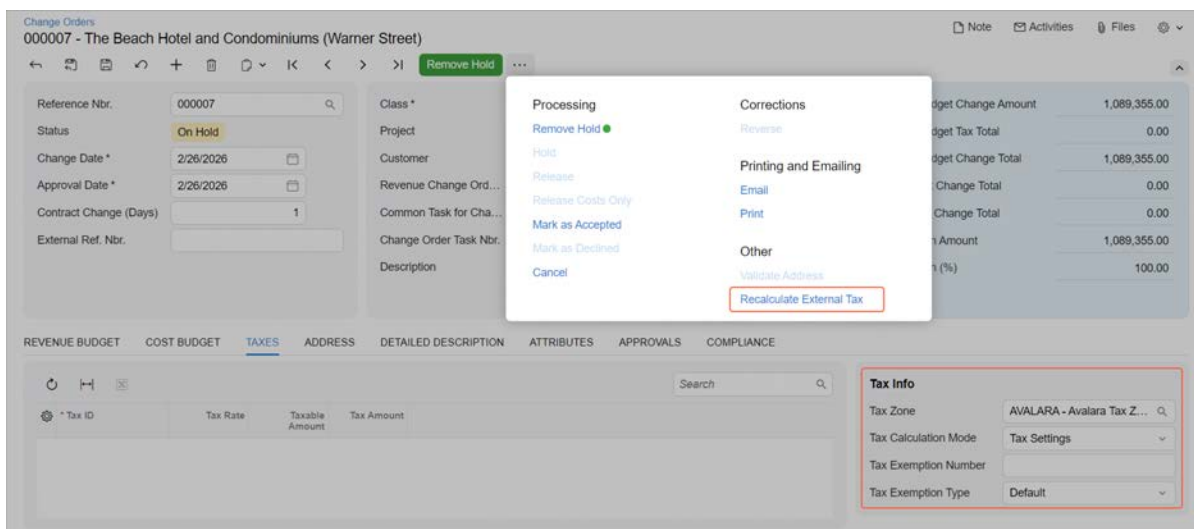 Change Orders
000007 - The Beach Hotel and Condominiums (Warner Street)
Note Activities Files
Remove Hold
Reference Nbr. 000007
Status On Hold
Change Date * 2/26/2026
Approval Date * 2/26/2026
Contract Change (Days) 1
External Ref. Nbr.
Class *
Project
Customer
Revenue Change Ord...
Common Task for Cha...
Change Order Task Nbr.
Description
Processing
Remove Hold
Hold
Release
Release Costs Only
Mark as Accepted
Mark as Declined
Cancel
Corrections
Reverse
Printing and Emailing
Email
Print
Other
Validate Address
Recalculate External Tax
Change Amount 1,089,355.00
Tax Total 0.00
Change Total 1,089,355.00
Change Total 0.00
Change Total 0.00
Amount 1,089,355.00
(%) 100.00
REVENUE BUDGET COST BUDGET TAXES ADDRESS DETAILED DESCRIPTION ATTRIBUTES APPROVALS COMPLIANCE
Search
* Tax ID Tax Rate Taxable Amount Tax Amount
Tax Info
Tax Zone AVALARA - Avalara Tax Z...
Tax Calculation Mode Tax Settings
Tax Exemption Number
Tax Exemption Type Default